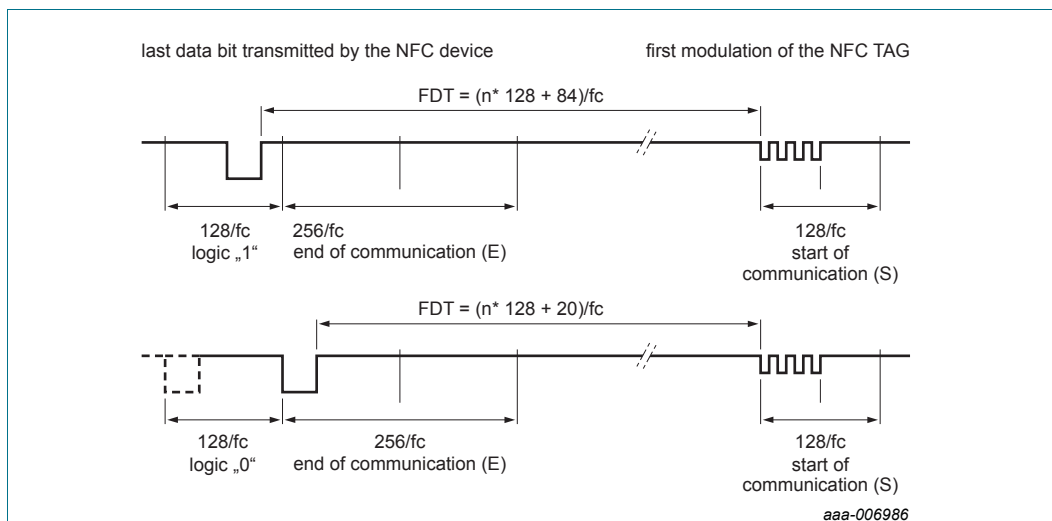 last data bit transmitted by the NFC device
first modulation of the NFC TAG
FDT = (n* 128 + 84)/fc
128/fc
logic „1“
256/fc
end of communication (E)
128/fc
start of
communication (S)
FDT = (n* 128 + 20)/fc
128/fc
logic „0“
256/fc
end of communication (E)
128/fc
start of
communication (S)
aaa-006986